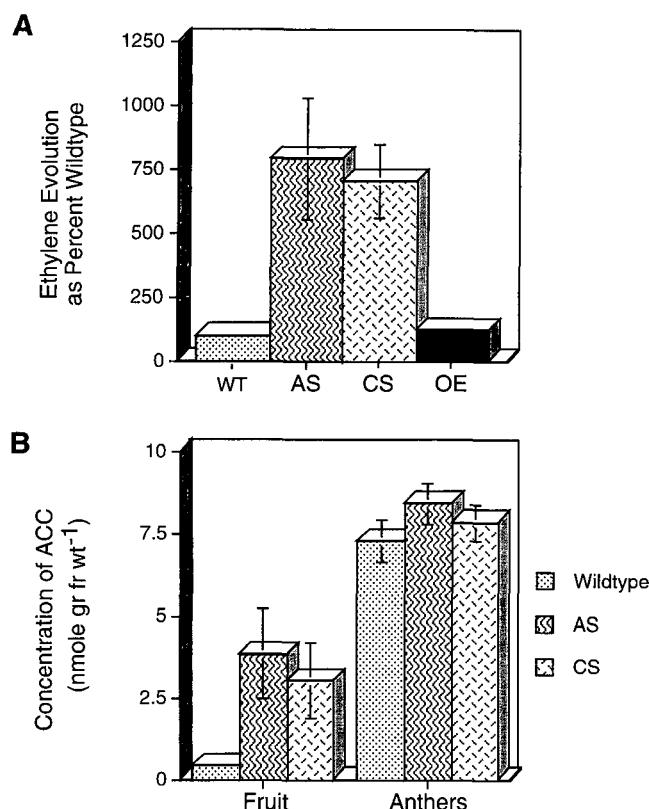 A
Ethylene Evolution
as Percent Wildtype
1250
1000
750
500
250
0
WT AS CS OE
B
Concentration of ACC
(nmole gr fr wt⁻¹)
10
7.5
5
2.5
0
Fruit Anthers
Wildtype
AS
CS